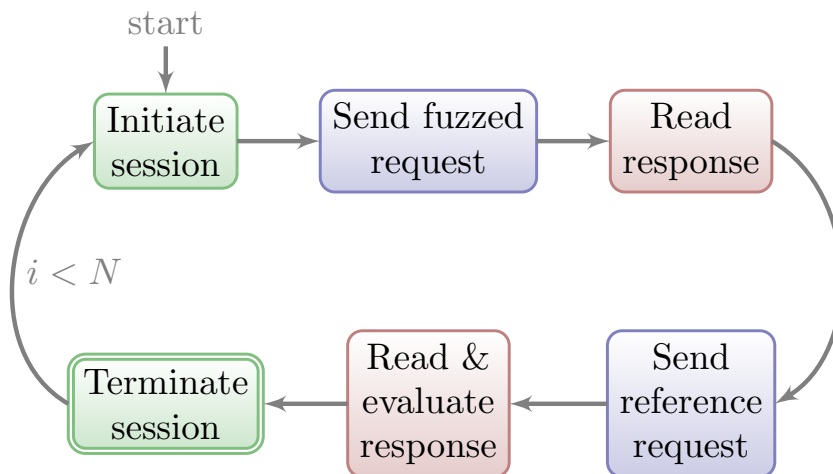 start
Initiate
session
Send fuzzed
request
Read
response
i < N
Terminate
session
Read &
evaluate
response
Send
reference
request